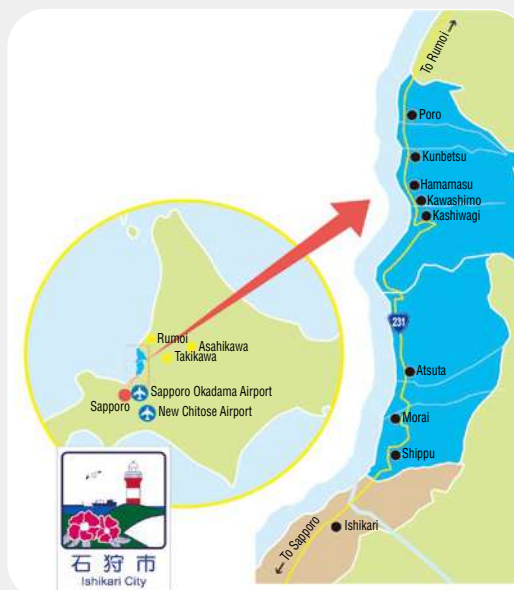 To Rumoi
Poro
Kunbetsu
Hamamasu
Kawashimo
Kashiwagi
231
Atsuta
Morai
Shippu
Ishikari
To Sapporo
Rumoi
Asahikawa
Takikawa
Sapporo Okadama Airport
Sapporo
New Chitose Airport
石狩市
Ishikari City